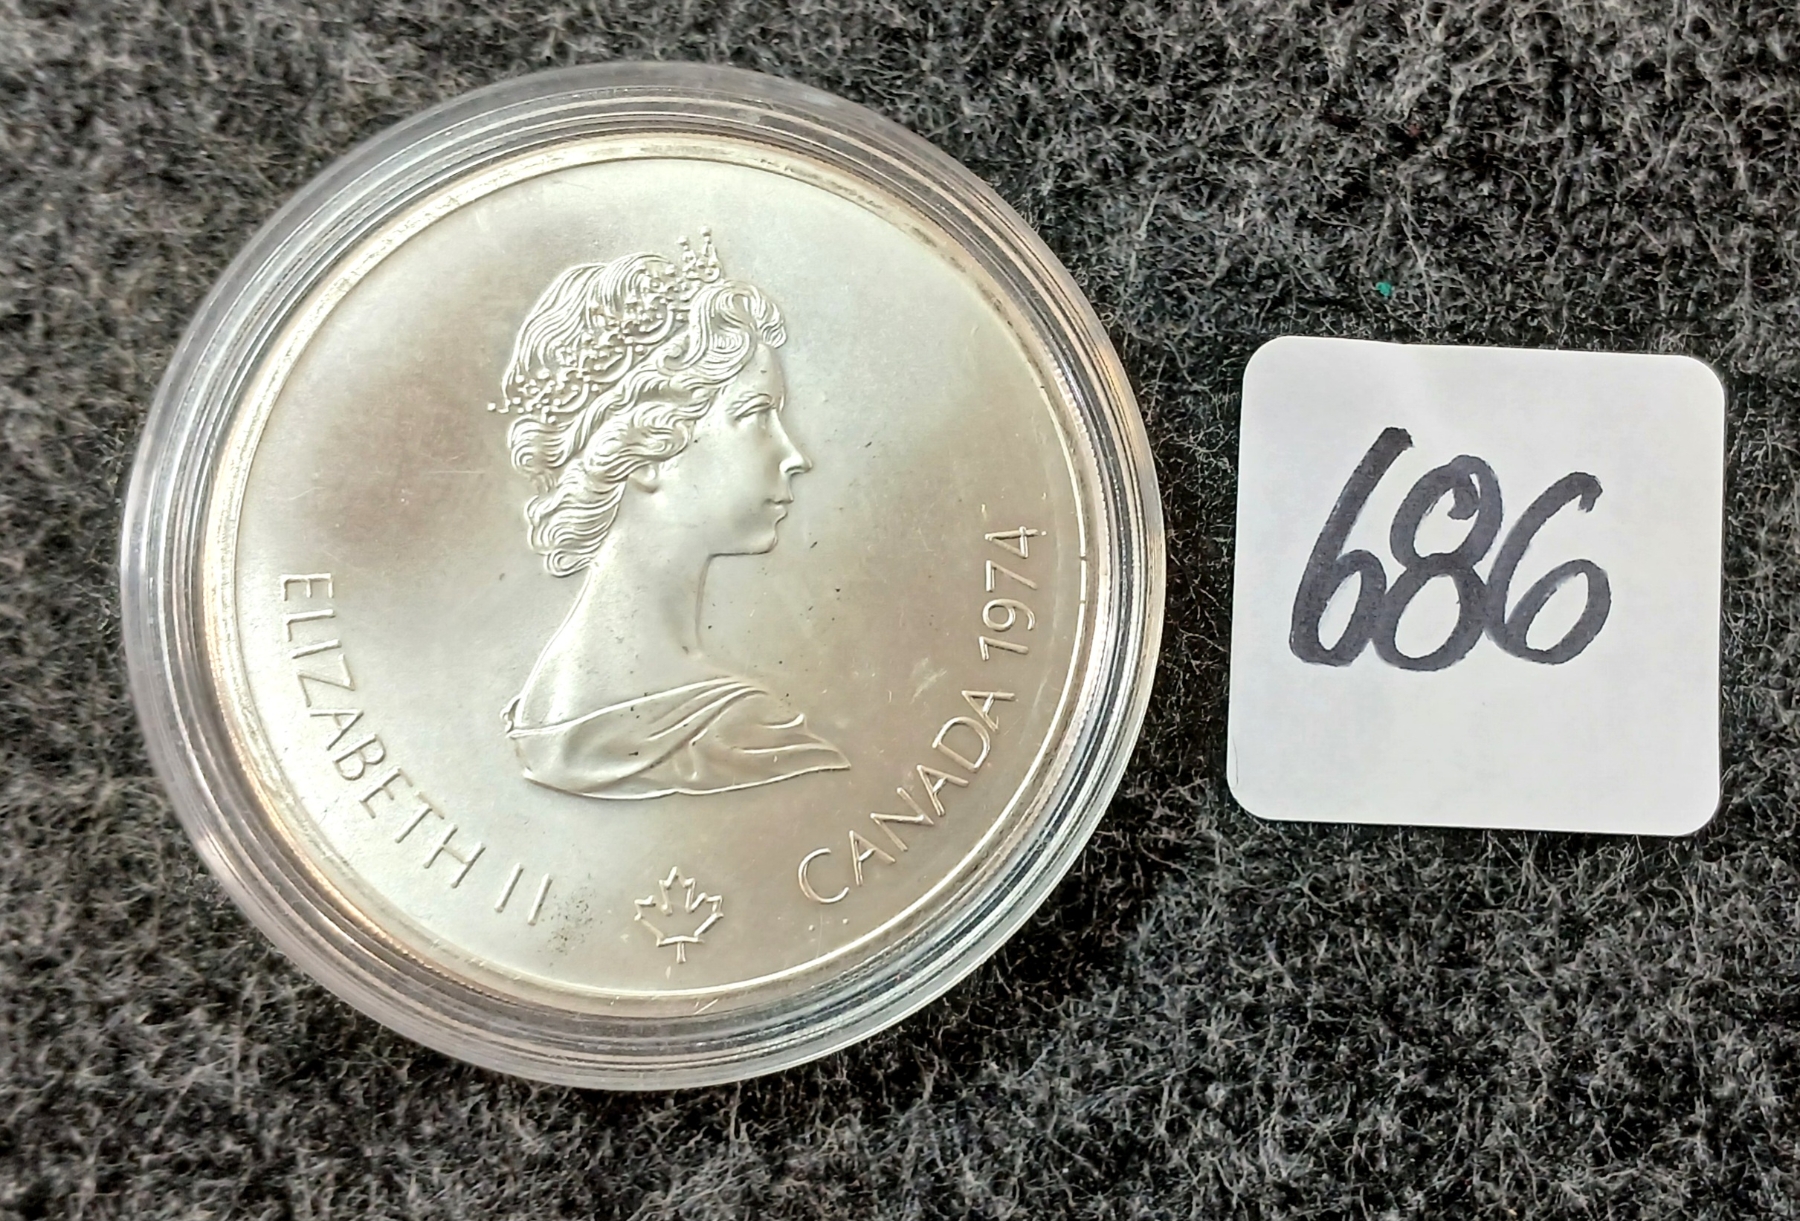 ELIZABETH II
CANADA 1974
686